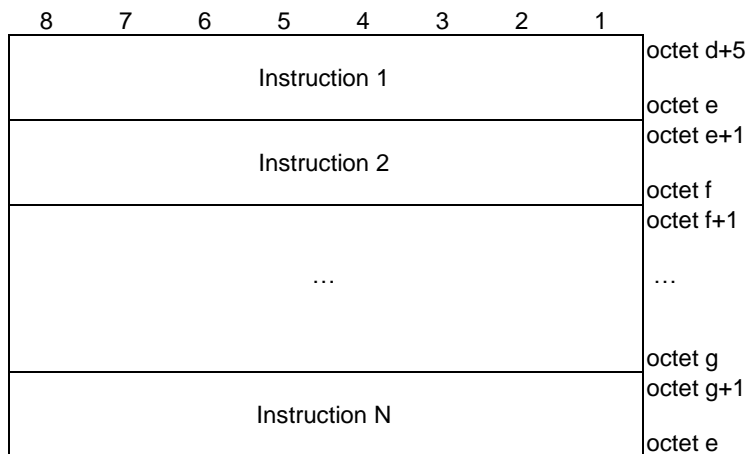 8 7 6 5 4 3 2 1
octet d+5
Instruction 1
octet e
octet e+1
Instruction 2
octet f
octet f+1
… …
octet g
octet g+1
Instruction N
octet e